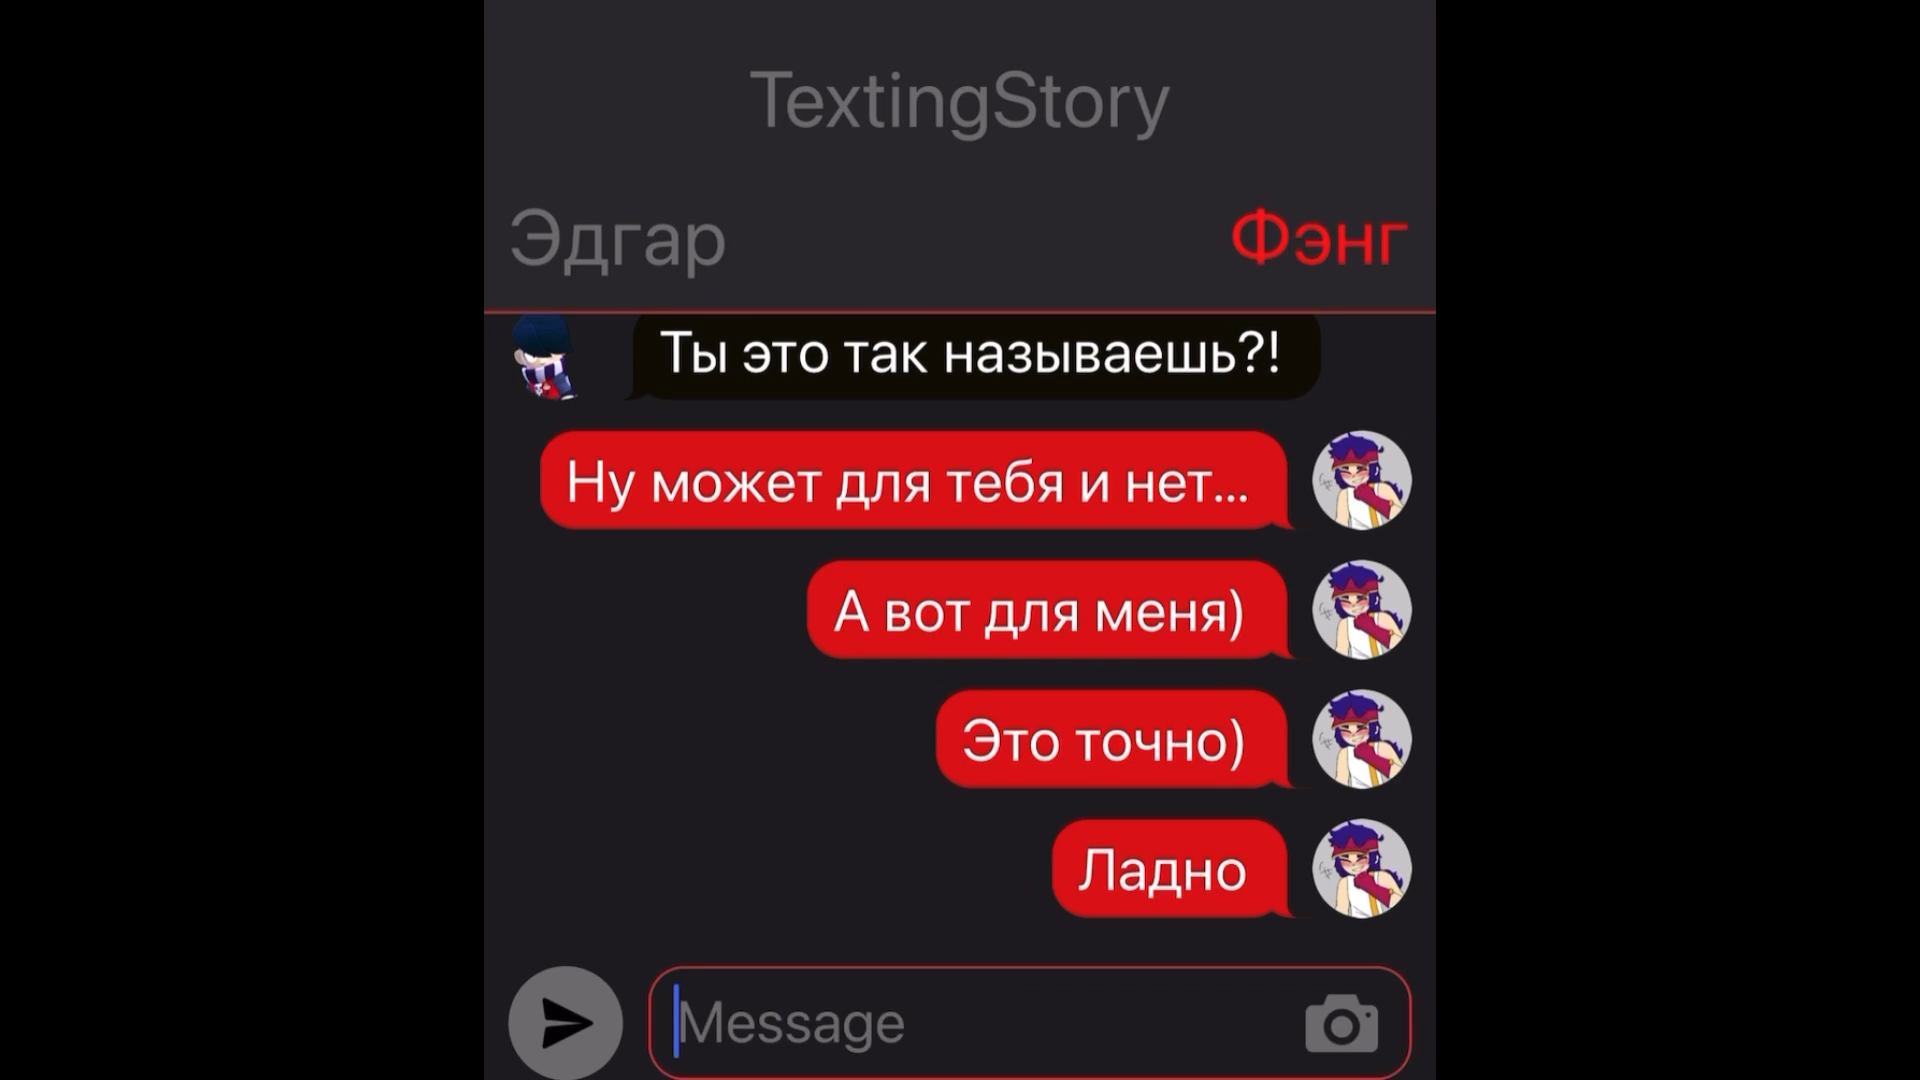 TextingStory
Эдгар
Фэнг
Ты это так называешь?!
Ну может для тебя и нет...
А вот для меня)
Это точно)
Ладно
Message